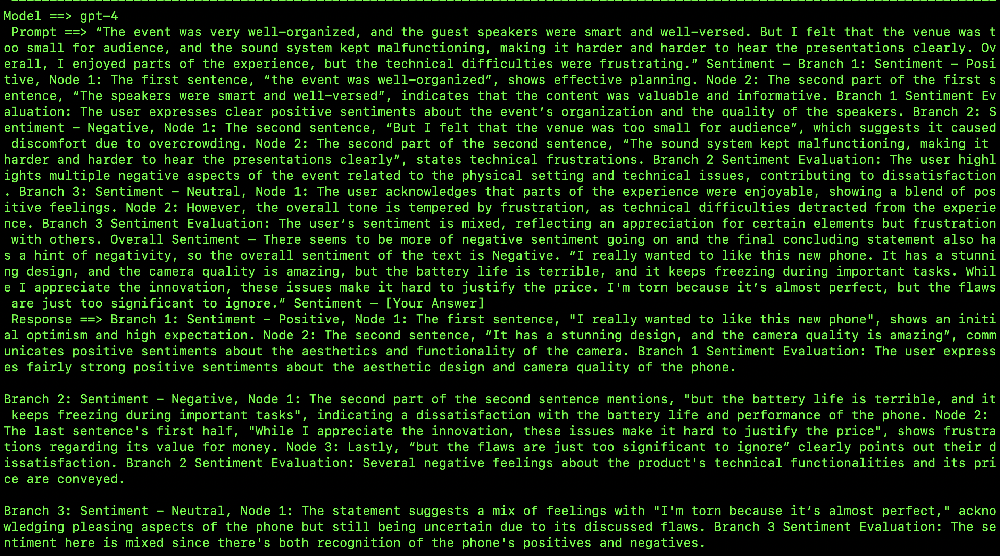 Model ==> gpt-4
Prompt ==> “The event was very well-organized, and the guest speakers were smart and well-versed. But I felt that the venue was t
oo small for audience, and the sound system kept malfunctioning, making it harder and harder to hear the presentations clearly. Ov
erall, I enjoyed parts of the experience, but the technical difficulties were frustrating.” Sentiment – Branch 1: Sentiment – Posi
tive, Node 1: The first sentence, “the event was well-organized”, shows effective planning. Node 2: The second part of the first s
entence, “The speakers were smart and well-versed”, indicates that the content was valuable and informative. Branch 1 Sentiment Ev
aluation: The user expresses clear positive sentiments about the event’s organization and the quality of the speakers. Branch 2: S
entiment – Negative, Node 1: The second sentence, “But I felt that the venue was too small for audience”, which suggests it caused
discomfort due to overcrowding. Node 2: The second part of the second sentence, “The sound system kept malfunctioning, making it
harder and harder to hear the presentations clearly”, states technical frustrations. Branch 2 Sentiment Evaluation: The user highl
ights multiple negative aspects of the event related to the physical setting and technical issues, contributing to dissatisfaction
. Branch 3: Sentiment – Neutral, Node 1: The user acknowledges that parts of the experience were enjoyable, showing a blend of pos
itive feelings. Node 2: However, the overall tone is tempered by frustration, as technical difficulties detracted from the experie
nce. Branch 3 Sentiment Evaluation: The user’s sentiment is mixed, reflecting an appreciation for certain elements but frustration
with others. Overall Sentiment – There seems to be more of negative sentiment going on and the final concluding statement also ha
s a hint of negativity, so the overall sentiment of the text is Negative. “I really wanted to like this new phone. It has a stunni
ng design, and the camera quality is amazing, but the battery life is terrible, and it keeps freezing during important tasks. Whil
e I appreciate the innovation, these issues make it hard to justify the price. I'm torn because it’s almost perfect, but the flaws
are just too significant to ignore.” Sentiment – [Your Answer]
Response ==> Branch 1: Sentiment – Positive, Node 1: The first sentence, "I really wanted to like this new phone", shows an initi
al optimism and high expectation. Node 2: The second sentence, “It has a stunning design, and the camera quality is amazing”, comm
unicates positive sentiments about the aesthetics and functionality of the camera. Branch 1 Sentiment Evaluation: The user express
es fairly strong positive sentiments about the aesthetic design and camera quality of the phone.
Branch 2: Sentiment – Negative, Node 1: The second part of the second sentence mentions, "but the battery life is terrible, and it
keeps freezing during important tasks", indicating a dissatisfaction with the battery life and performance of the phone. Node 2:
The last sentence's first half, "While I appreciate the innovation, these issues make it hard to justify the price", shows frustra
tions regarding its value for money. Node 3: Lastly, “but the flaws are just too significant to ignore” clearly points out their d
issatisfaction. Branch 2 Sentiment Evaluation: Several negative feelings about the product's technical functionalities and its pri
ce are conveyed.
Branch 3: Sentiment – Neutral, Node 1: The statement suggests a mix of feelings with "I'm torn because it’s almost perfect," ackno
wledging pleasing aspects of the phone but still being uncertain due to its discussed flaws. Branch 3 Sentiment Evaluation: The se
ntiment here is mixed since there's both recognition of the phone's positives and negatives.